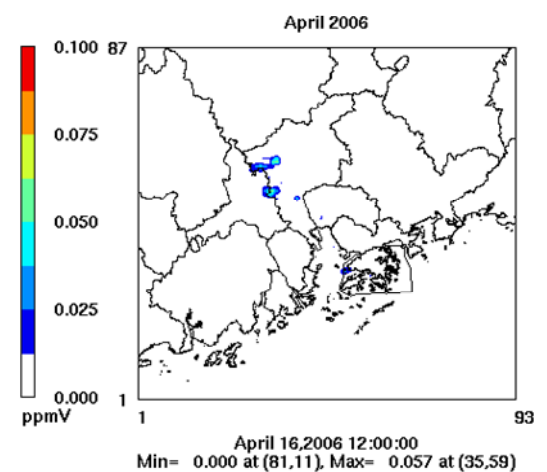 April 2006
0.100
0.075
0.050
0.025
0.000
ppmV
87
1
1
93
April 16,2006 12:00:00
Min= 0.000 at (81,11), Max= 0.057 at (35,59)